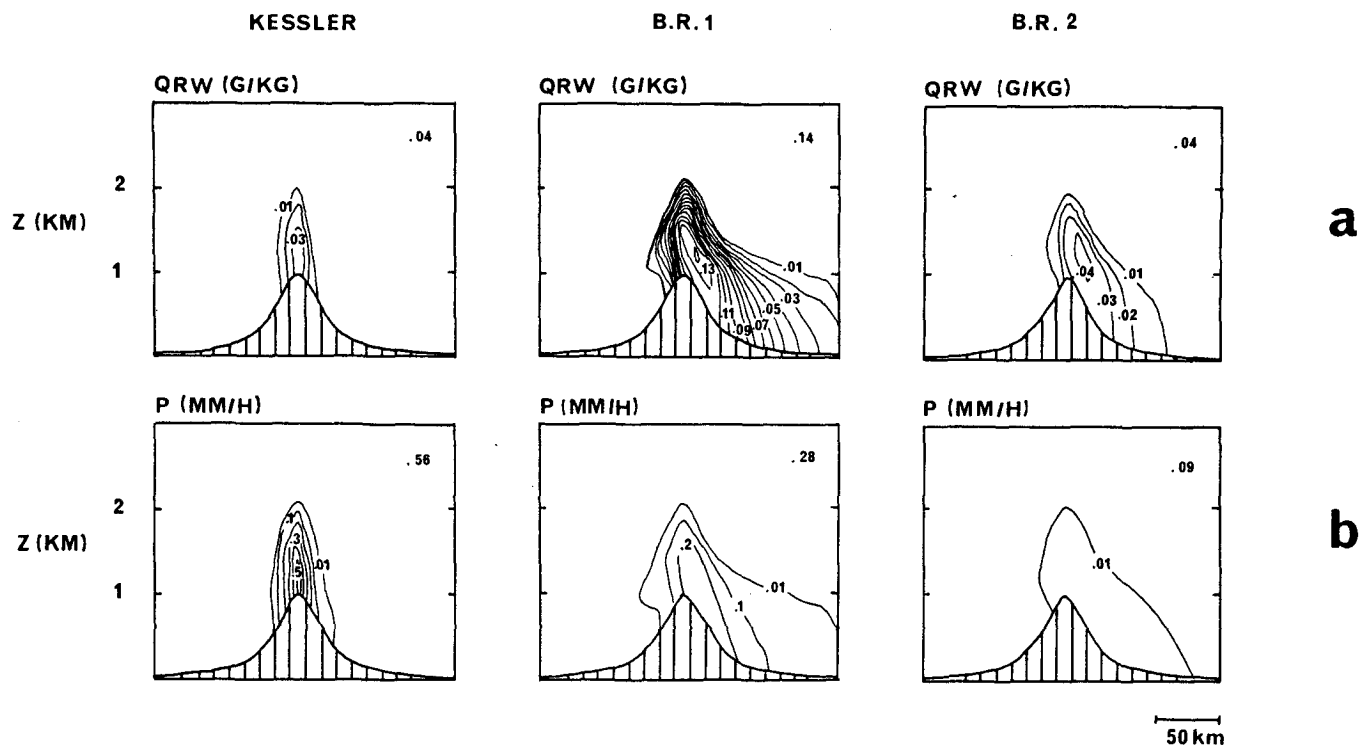 KESSLER B.R.1 B.R.2
QRW (G/KG) QRW (G/KG) QRW (G/KG)
.04 .14 .04
2
.01
Z (KM)
.03
1
.13 .01
.11 .09 .07 .05 .03
.04 .01
.03
.02
a
P (MM/H) P (MM/H) P (MM/H)
.56 .28 .09
2
.1
.3
.5 .01
Z (KM)
1
.2
.1 .01
.01
b
50 km